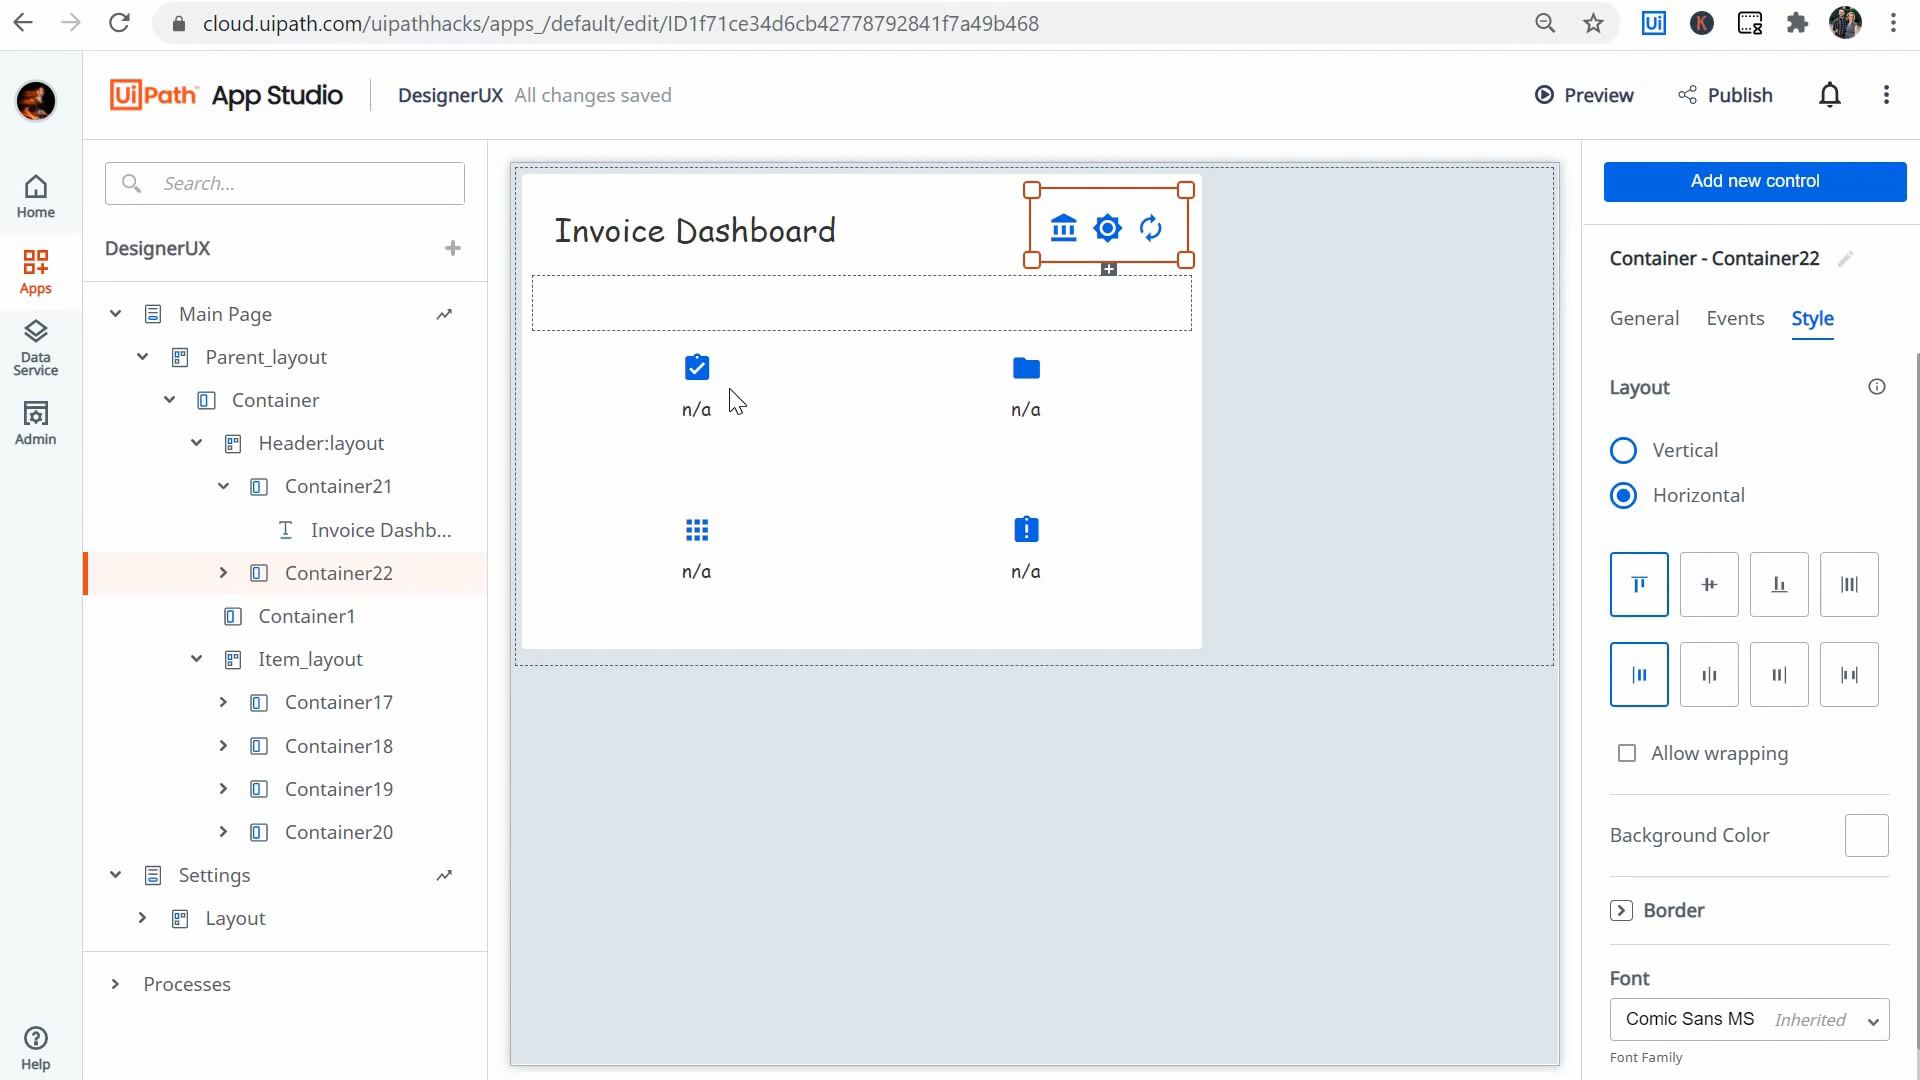 cloud.uipath.com/uipathhacks/apps_/default/edit/ID1f71ce34d6cb42778792841f7a49b468
Ui
K
UiPath™ App Studio
DesignerUX All changes saved
Preview
Publish
Home
Apps
Data Service
Admin
Help
Search...
DesignerUX
Main Page
Parent_layout
Container
Header:layout
Container21
Invoice Dashb...
Container22
Container1
Item_layout
Container17
Container18
Container19
Container20
Settings
Layout
Processes
Invoice Dashboard
n/a
n/a
n/a
n/a
Add new control
Container - Container22
General Events Style
Layout
Vertical
Horizontal
Allow wrapping
Background Color
Border
Font
Comic Sans MS Inherited
Font Family